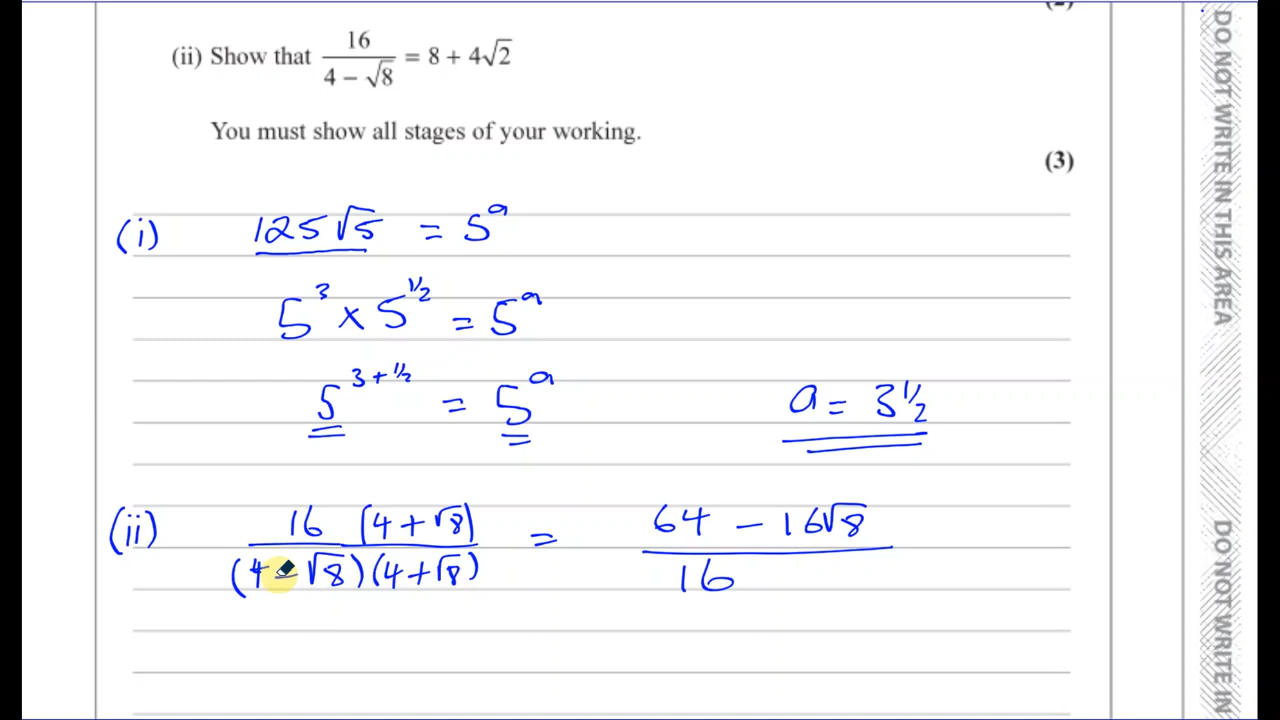 (ii) Show that 16/(4 − √8) = 8 + 4√2
You must show all stages of your working.
(3)
(i) 125√5 = 5^a
5^3 × 5^1/2 = 5^a
5^(3 + 1/2) = 5^a
a = 3 1/2
(ii) 16 (4 + √8) / (4 − √8)(4 + √8) = 64 − 16√8 / 16
DO NOT WRITE IN THIS AREA
DO NOT WRITE IN